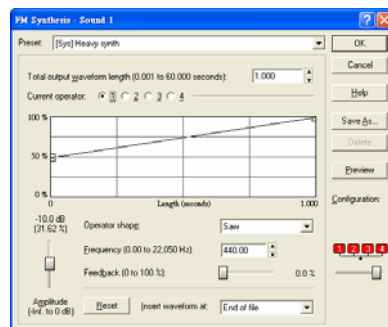 FM Synthesis - Sound 1
Preset: [Sys] Heavy synth
OK
Cancel
Help
Save As...
Delete
Preview
Configuration:
1 2 3 4
Total output waveform length (0.001 to 60.000 seconds): 1.000
Current operator: 1 2 3 4
100 %
50 %
0 %
0 Length (seconds) 1.000
-10.0 dB
(31.62 %)
Operator shape: Saw
Frequency (0.00 to 22,050 Hz): 440.00
Feedback (0 to 100 %): 0.0 %
Amplitude
(-Inf. to 0 dB)
Reset
Insert waveform at: End of file